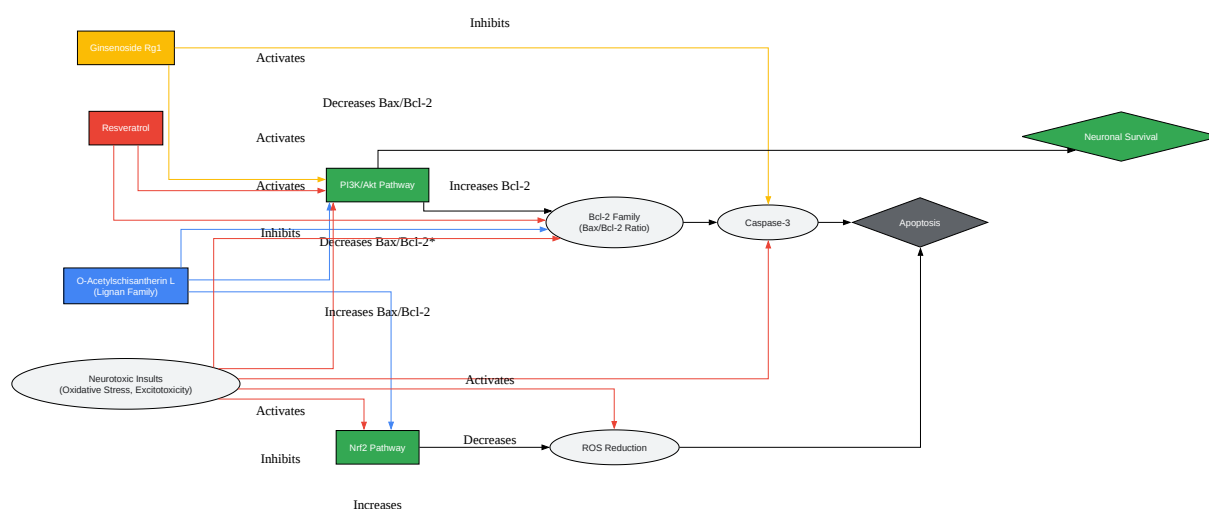 Inhibits
Ginsenoside Rg1
Activates
Decreases Bax/Bcl-2
Resveratrol
Activates
Neuronal Survival
Activates
PI3K/Akt Pathway
Increases Bcl-2
Bcl-2 Family
(Bax/Bcl-2 Ratio)
Caspase-3
Apoptosis
Inhibits
Decreases Bax/Bcl-2*
O-Acetylschisantherin L
(Lignan Family)
Increases Bax/Bcl-2
Neurotoxic Insults
(Oxidative Stress, Excitotoxicity)
Activates
Activates
Nrf2 Pathway
Decreases
ROS Reduction
Inhibits
Increases